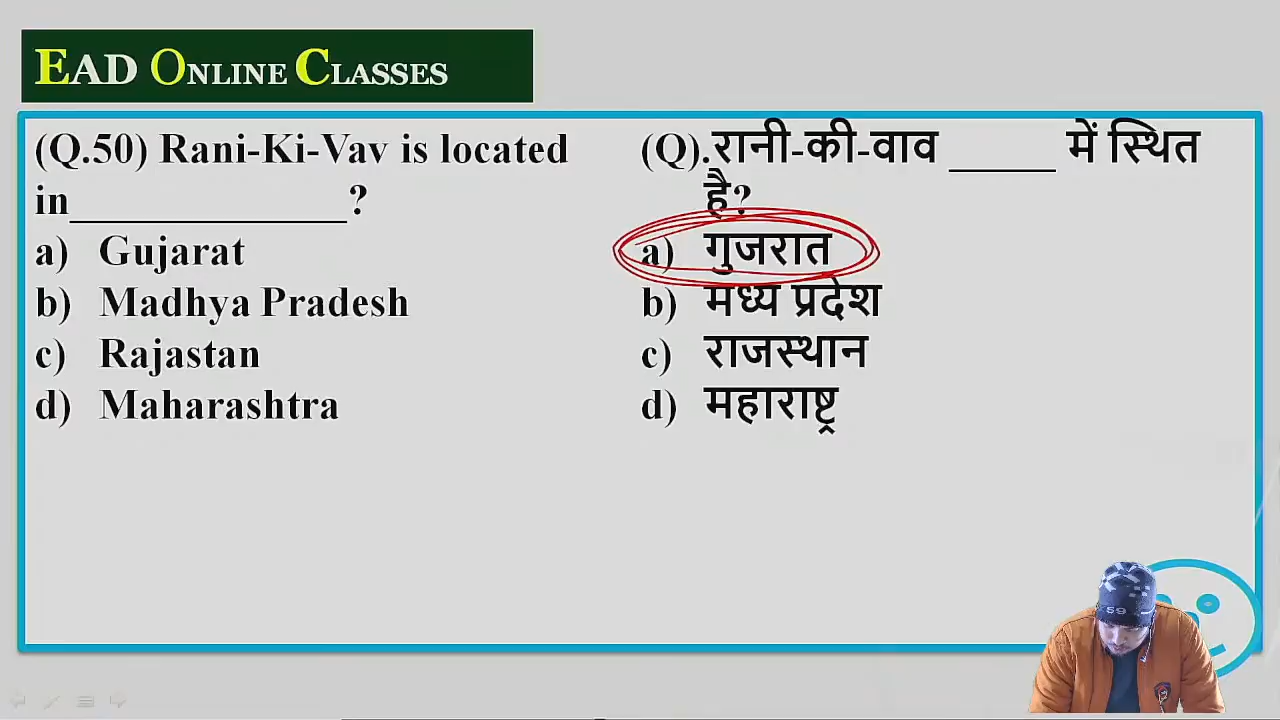 EAD ONLINE CLASSES
(Q.50) Rani-Ki-Vav is located
in_____________?
a) Gujarat
b) Madhya Pradesh
c) Rajastan
d) Maharashtra
(Q).रानी-की-वाव _____ में स्थित
है?
a) गुजरात
b) मध्य प्रदेश
c) राजस्थान
d) महाराष्ट्र
59